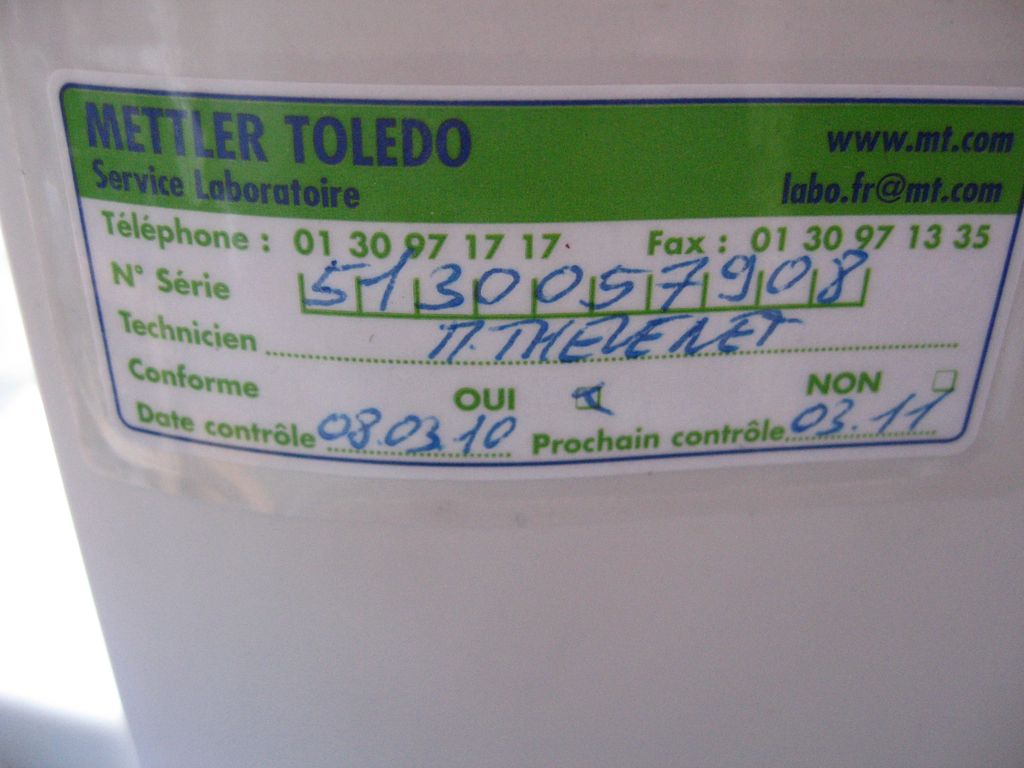 METTLER TOLEDO www.mt.com
Service Laboratoire labo.fr@mt.com
Téléphone : 01 30 97 17 17 Fax : 01 30 97 13 35
N° Série 5130057908
Technicien M. THEVENET
Conforme OUI NON
Date contrôle 08.03.10 Prochain contrôle 03.11